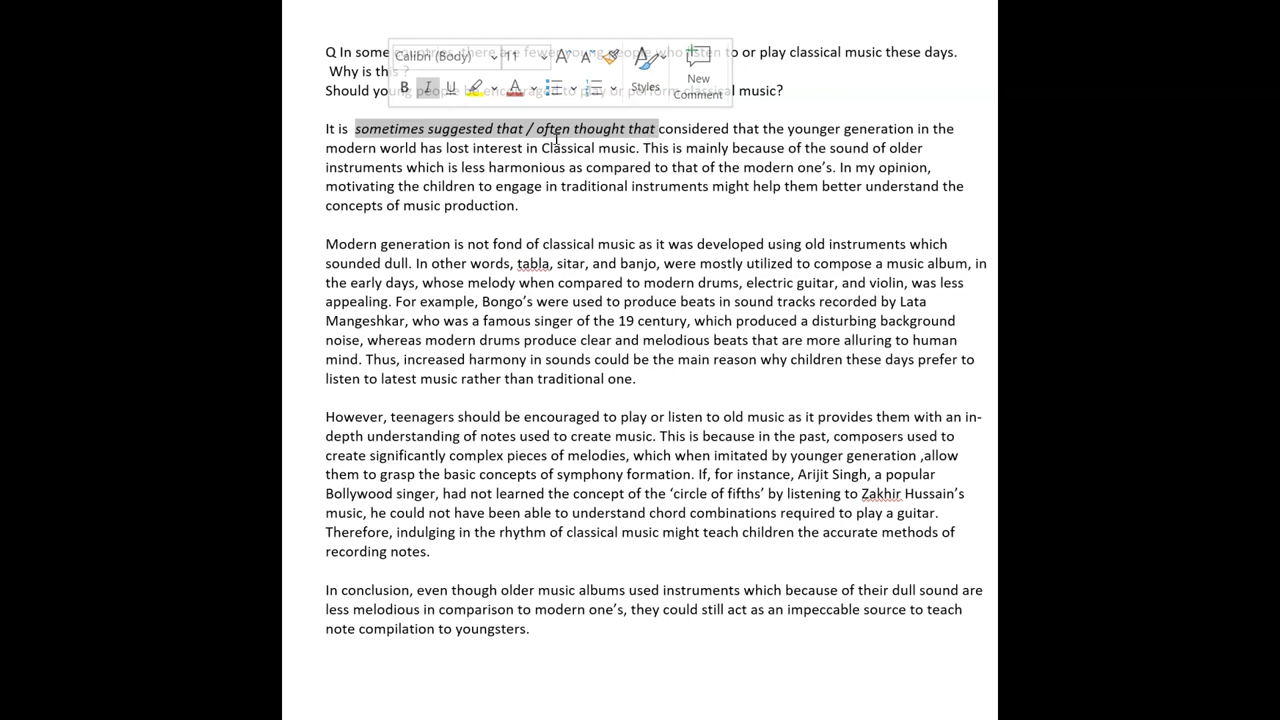 Q In some countries, there are fewer young people who listen to or play classical music these days.
Why is this ?
Should young people be encouraged to play or perform classical music?
Calibri (Body) 11 A A A
B I U A Styles New Comment
It is sometimes suggested that / often thought that considered that the younger generation in the
modern world has lost interest in Classical music. This is mainly because of the sound of older
instruments which is less harmonious as compared to that of the modern one’s. In my opinion,
motivating the children to engage in traditional instruments might help them better understand the
concepts of music production.
Modern generation is not fond of classical music as it was developed using old instruments which
sounded dull. In other words, tabla, sitar, and banjo, were mostly utilized to compose a music album, in
the early days, whose melody when compared to modern drums, electric guitar, and violin, was less
appealing. For example, Bongo’s were used to produce beats in sound tracks recorded by Lata
Mangeshkar, who was a famous singer of the 19 century, which produced a disturbing background
noise, whereas modern drums produce clear and melodious beats that are more alluring to human
mind. Thus, increased harmony in sounds could be the main reason why children these days prefer to
listen to latest music rather than traditional one.
However, teenagers should be encouraged to play or listen to old music as it provides them with an in-
depth understanding of notes used to create music. This is because in the past, composers used to
create significantly complex pieces of melodies, which when imitated by younger generation ,allow
them to grasp the basic concepts of symphony formation. If, for instance, Arijit Singh, a popular
Bollywood singer, had not learned the concept of the ‘circle of fifths’ by listening to Zakhir Hussain’s
music, he could not have been able to understand chord combinations required to play a guitar.
Therefore, indulging in the rhythm of classical music might teach children the accurate methods of
recording notes.
In conclusion, even though older music albums used instruments which because of their dull sound are
less melodious in comparison to modern one’s, they could still act as an impeccable source to teach
note compilation to youngsters.